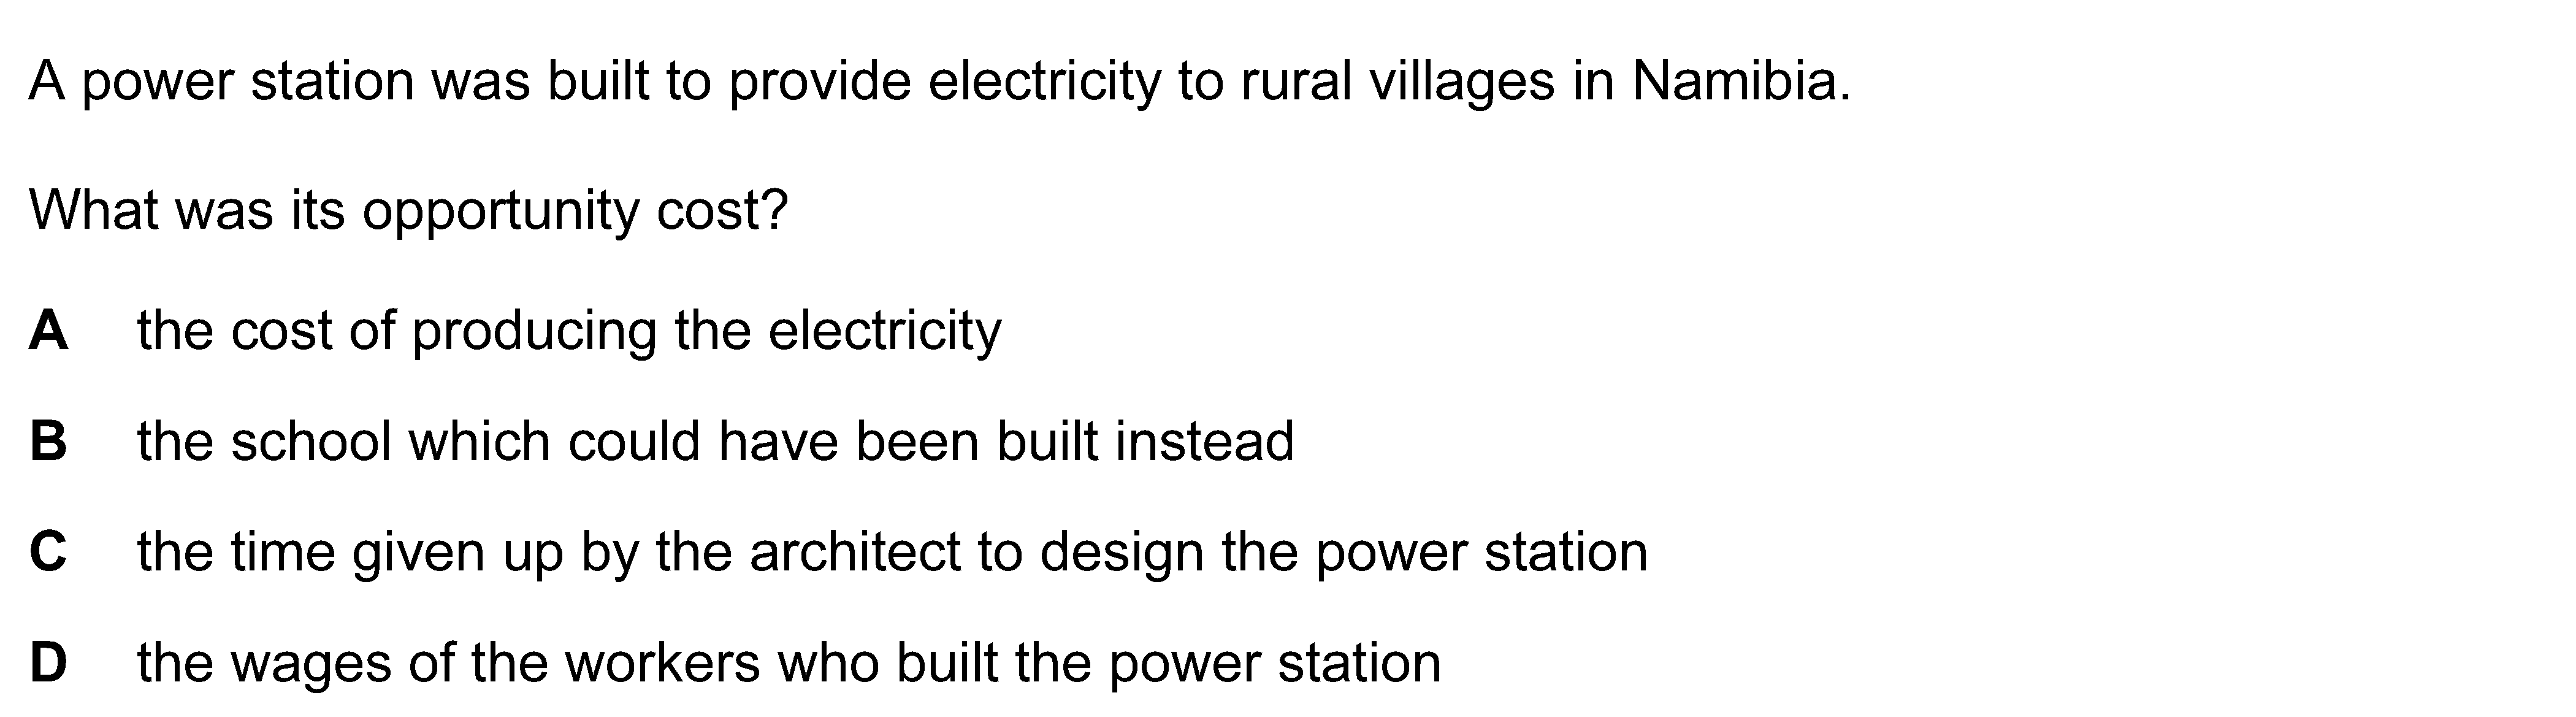 A power station was built to provide electricity to rural villages in Namibia.
What was its opportunity cost?
A the cost of producing the electricity
B the school which could have been built instead
C the time given up by the architect to design the power station
D the wages of the workers who built the power station